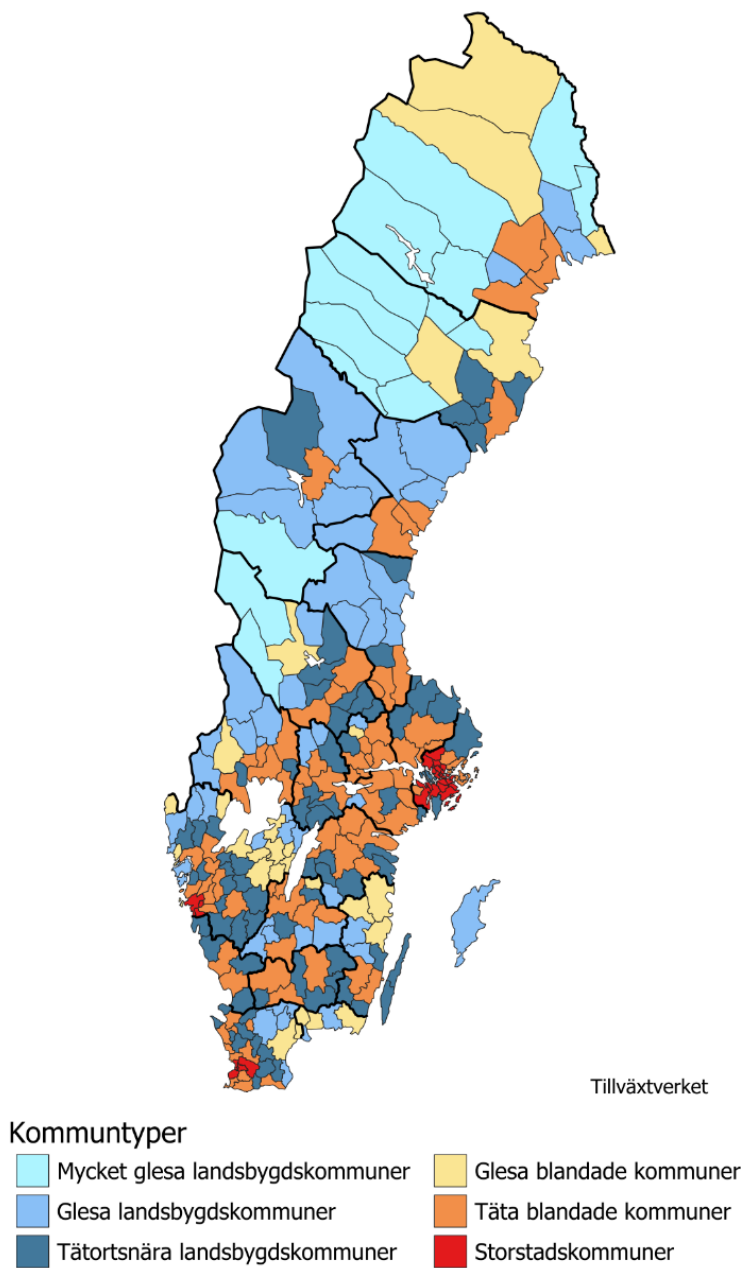 Tillväxtverket
Kommuntyper
Mycket glesa landsbygdskommuner
Glesa landsbygdskommuner
Tätortsnära landsbygdskommuner
Glesa blandade kommuner
Täta blandade kommuner
Storstadskommuner